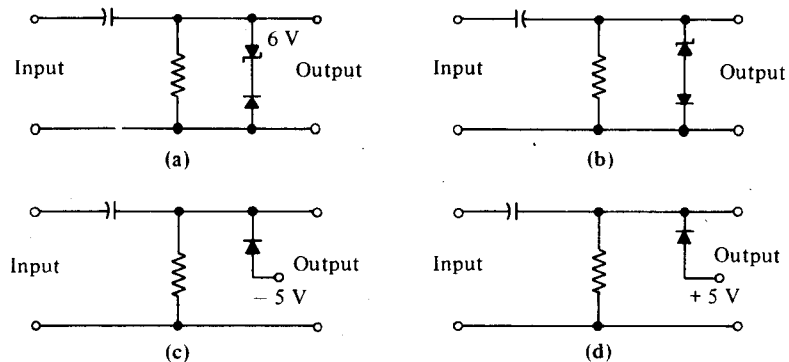 6 V
Input
Output
(a)
Input
Output
(b)
Input
Output
− 5 V
(c)
Input
Output
+ 5 V
(d)